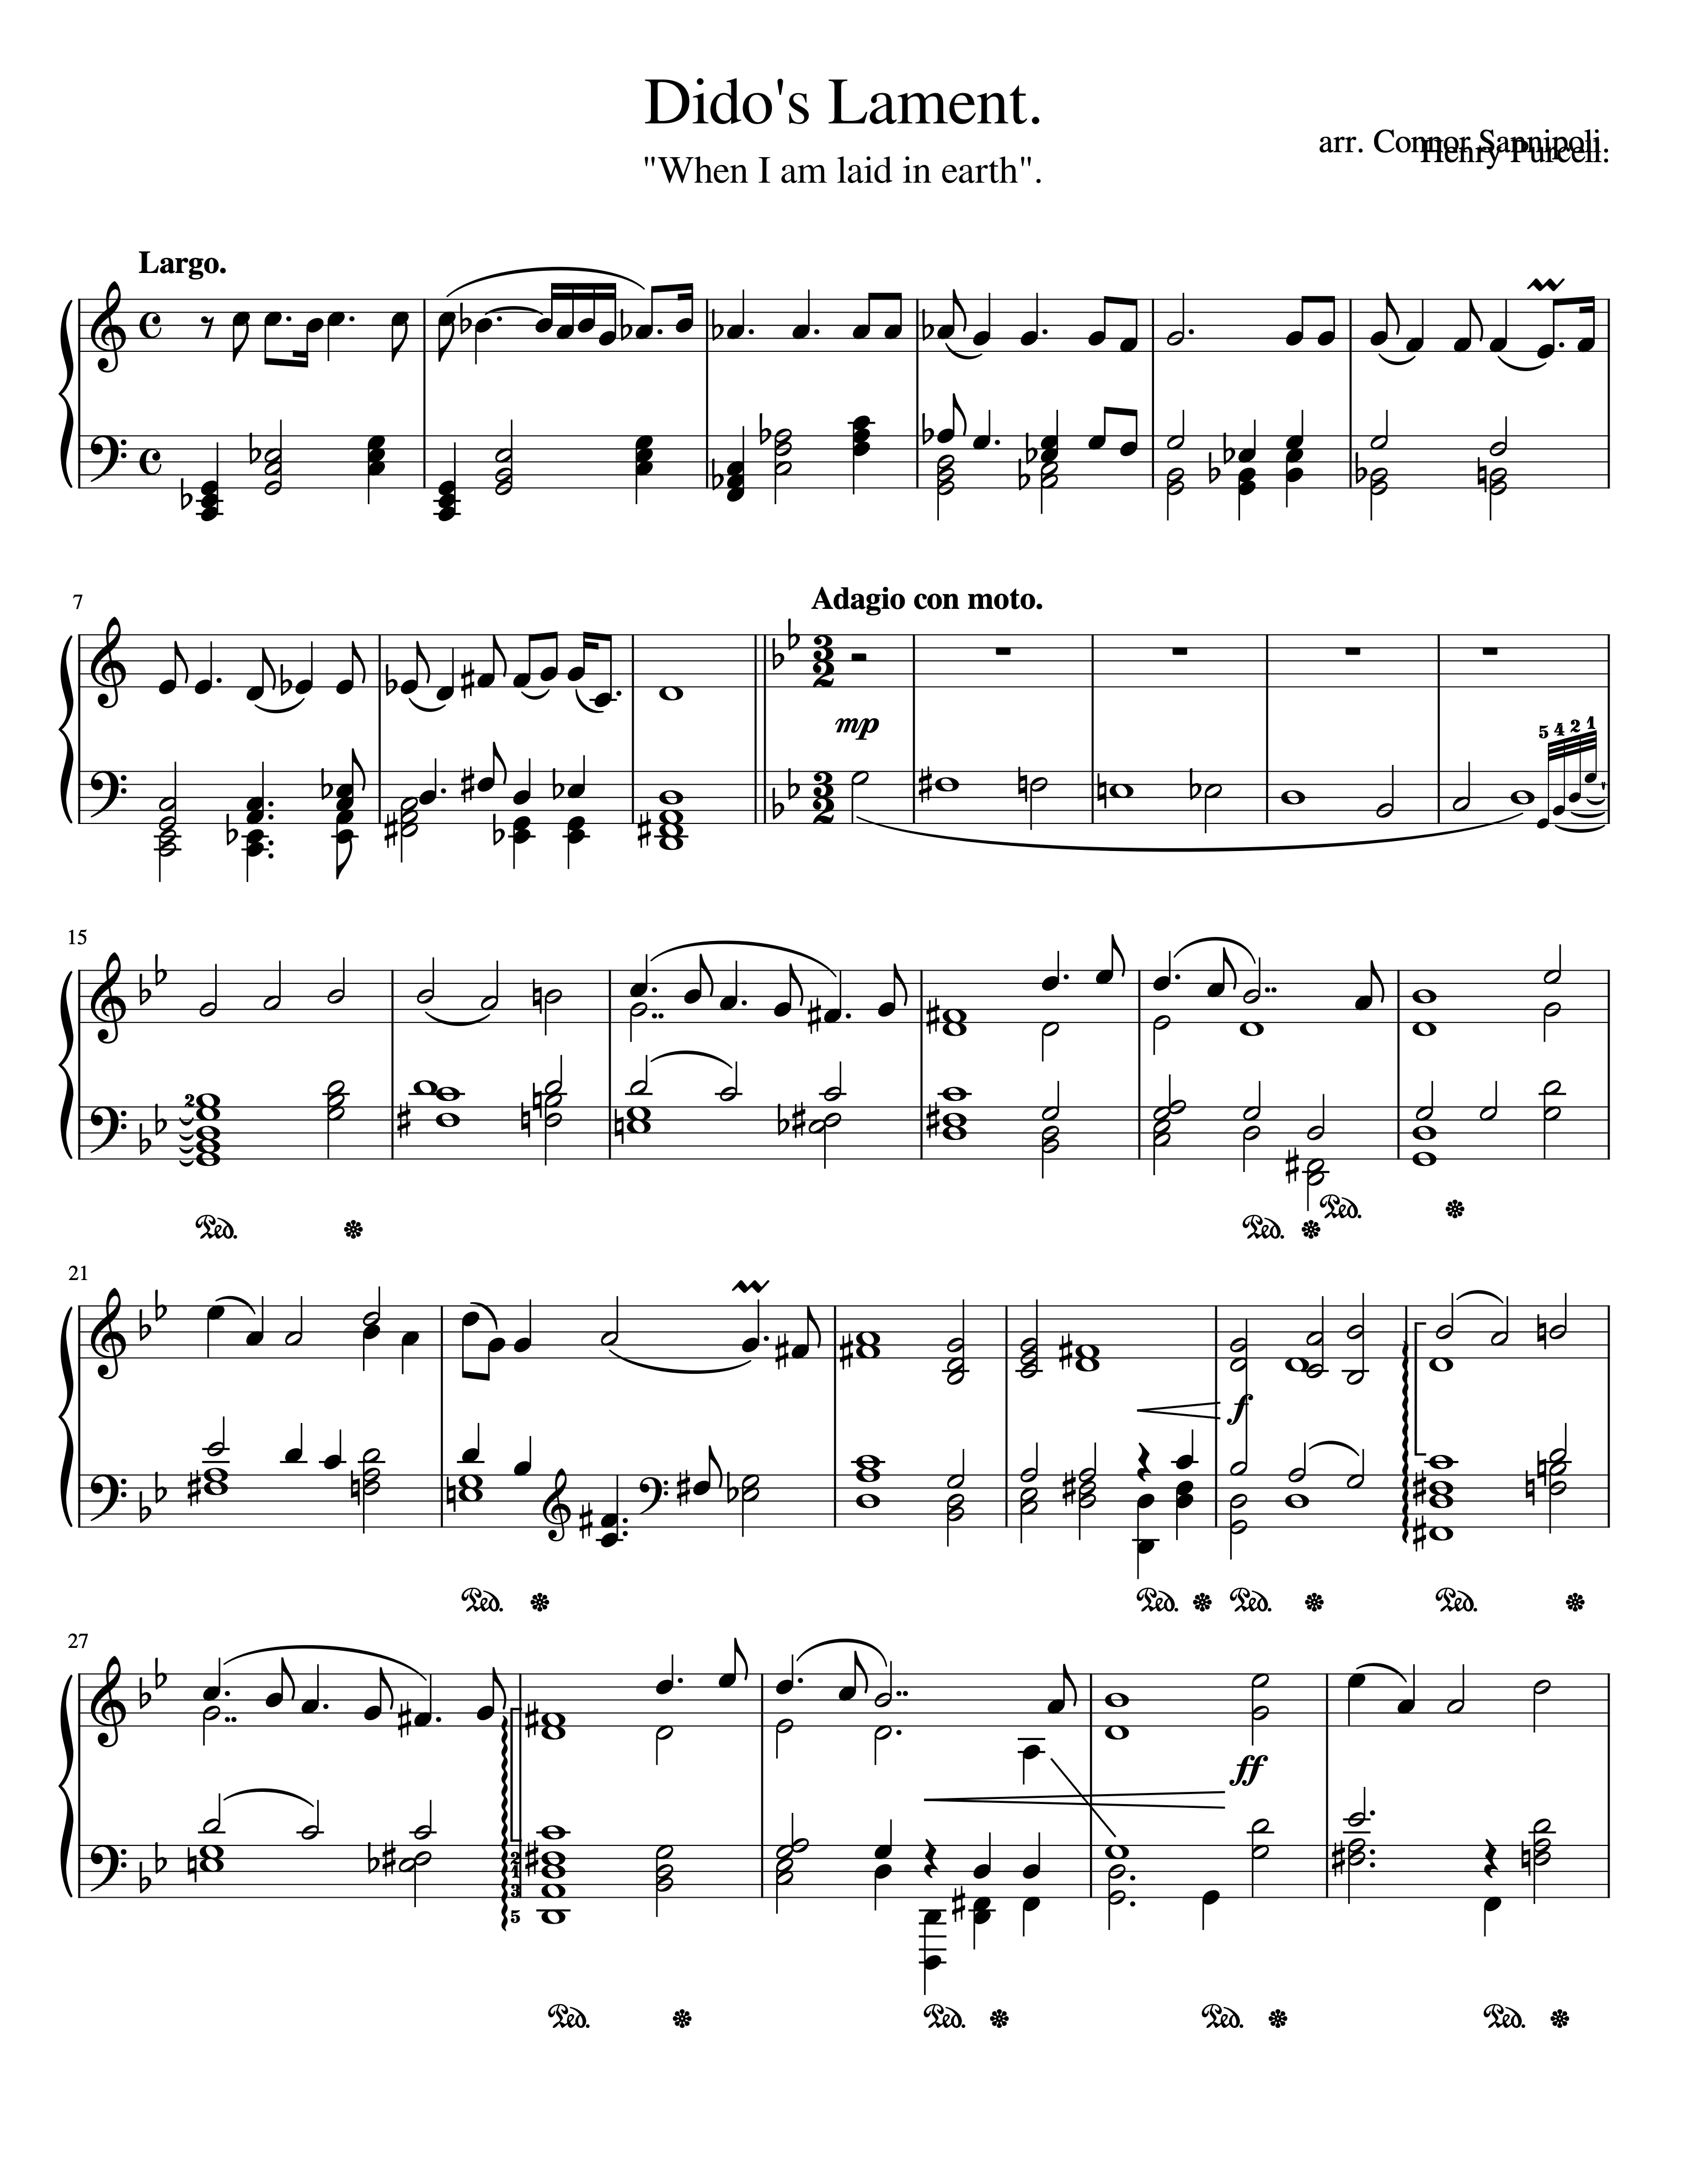 Dido's Lament.
"When I am laid in earth".
arr. Connor Sannipoli.
Henry Purcell.
Largo.
7
Adagio con moto.
3 2
mp
3 2
5 4 2 1
15
2
Ped.
Ped. Ped.
21
f
Ped. Ped. Ped. Ped.
27
ff
2
1
3
5
Ped. Ped. Ped. Ped.